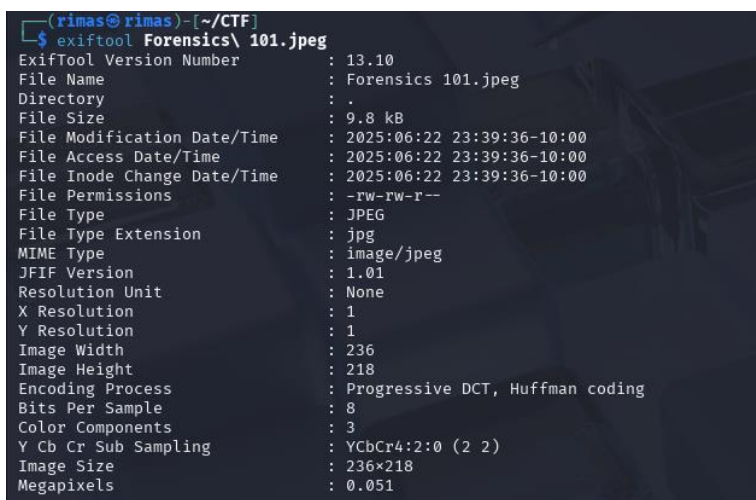 ┌──(rimas㉿rimas)-[~/CTF]
└─$ exiftool Forensics\ 101.jpeg
ExifTool Version Number : 13.10
File Name : Forensics 101.jpeg
Directory : .
File Size : 9.8 kB
File Modification Date/Time : 2025:06:22 23:39:36-10:00
File Access Date/Time : 2025:06:22 23:39:36-10:00
File Inode Change Date/Time : 2025:06:22 23:39:36-10:00
File Permissions : -rw-rw-r--
File Type : JPEG
File Type Extension : jpg
MIME Type : image/jpeg
JFIF Version : 1.01
Resolution Unit : None
X Resolution : 1
Y Resolution : 1
Image Width : 236
Image Height : 218
Encoding Process : Progressive DCT, Huffman coding
Bits Per Sample : 8
Color Components : 3
Y Cb Cr Sub Sampling : YCbCr4:2:0 (2 2)
Image Size : 236×218
Megapixels : 0.051